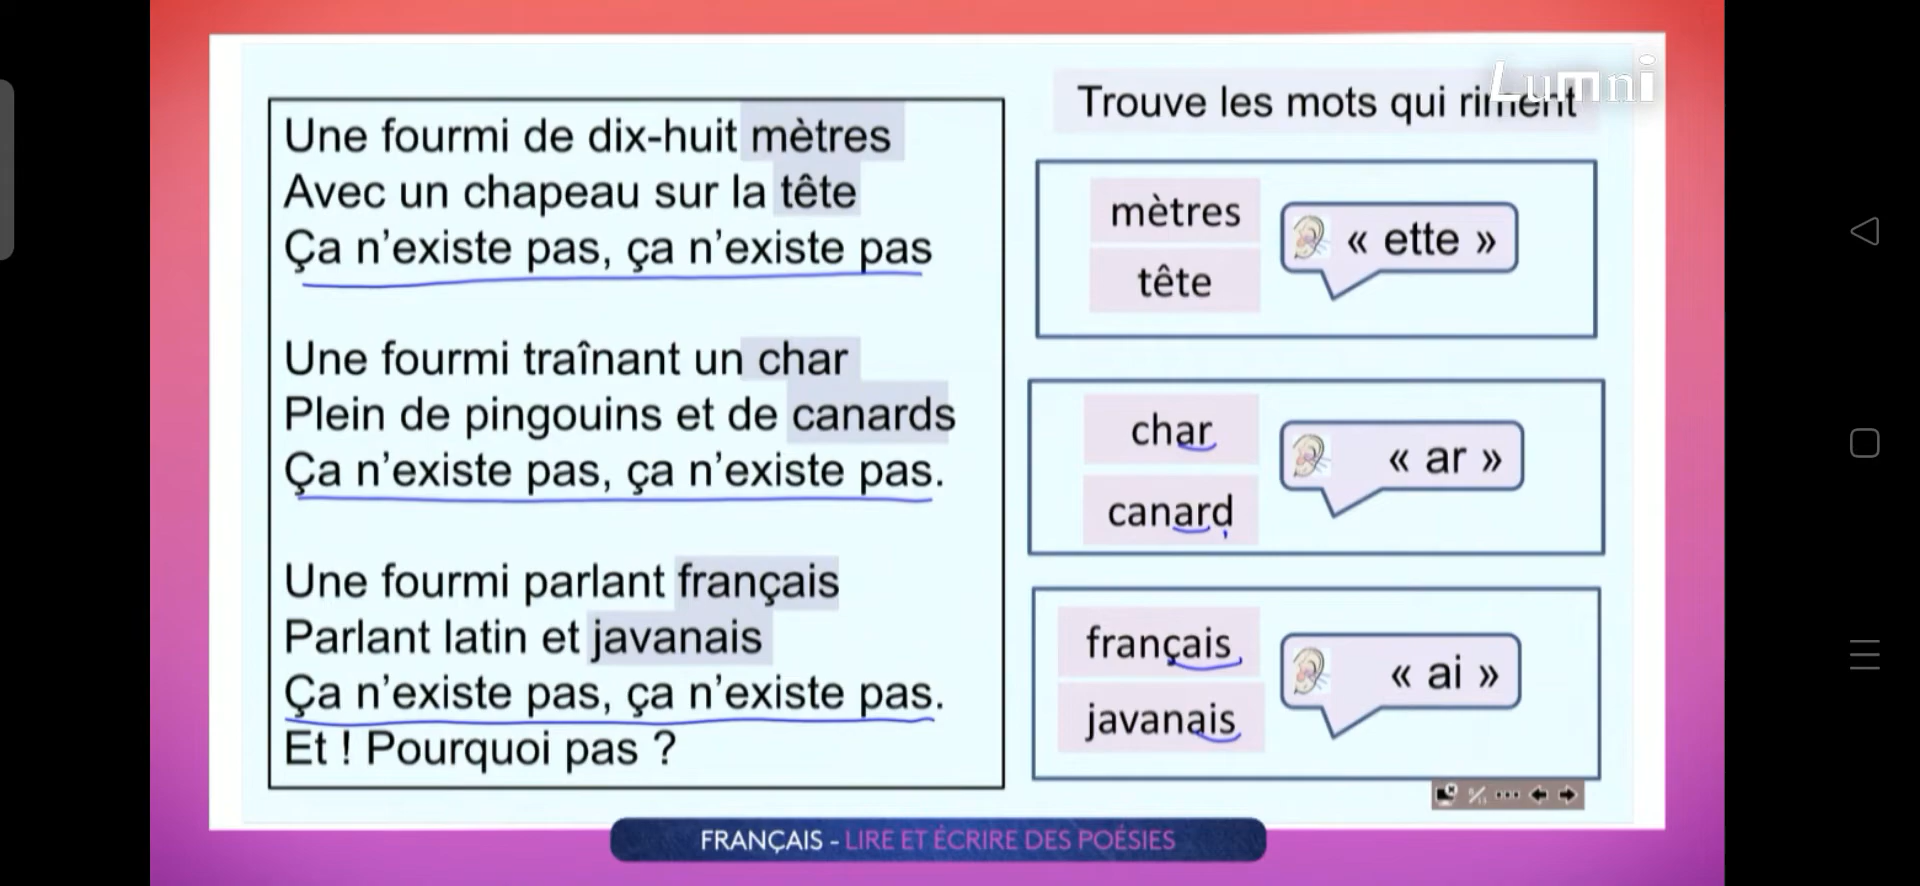 Une fourmi de dix-huit mètres
Avec un chapeau sur la tête
Ça n'existe pas, ça n'existe pas
Une fourmi traînant un char
Plein de pingouins et de canards
Ça n'existe pas, ça n'existe pas.
Une fourmi parlant français
Parlant latin et javanais
Ça n'existe pas, ça n'existe pas.
Et ! Pourquoi pas ?
Lumni
Trouve les mots qui riment
mètres
« ette »
tête
char
« ar »
canard
français
« ai »
javanais
FRANÇAIS - LIRE ET ÉCRIRE DES POÉSIES